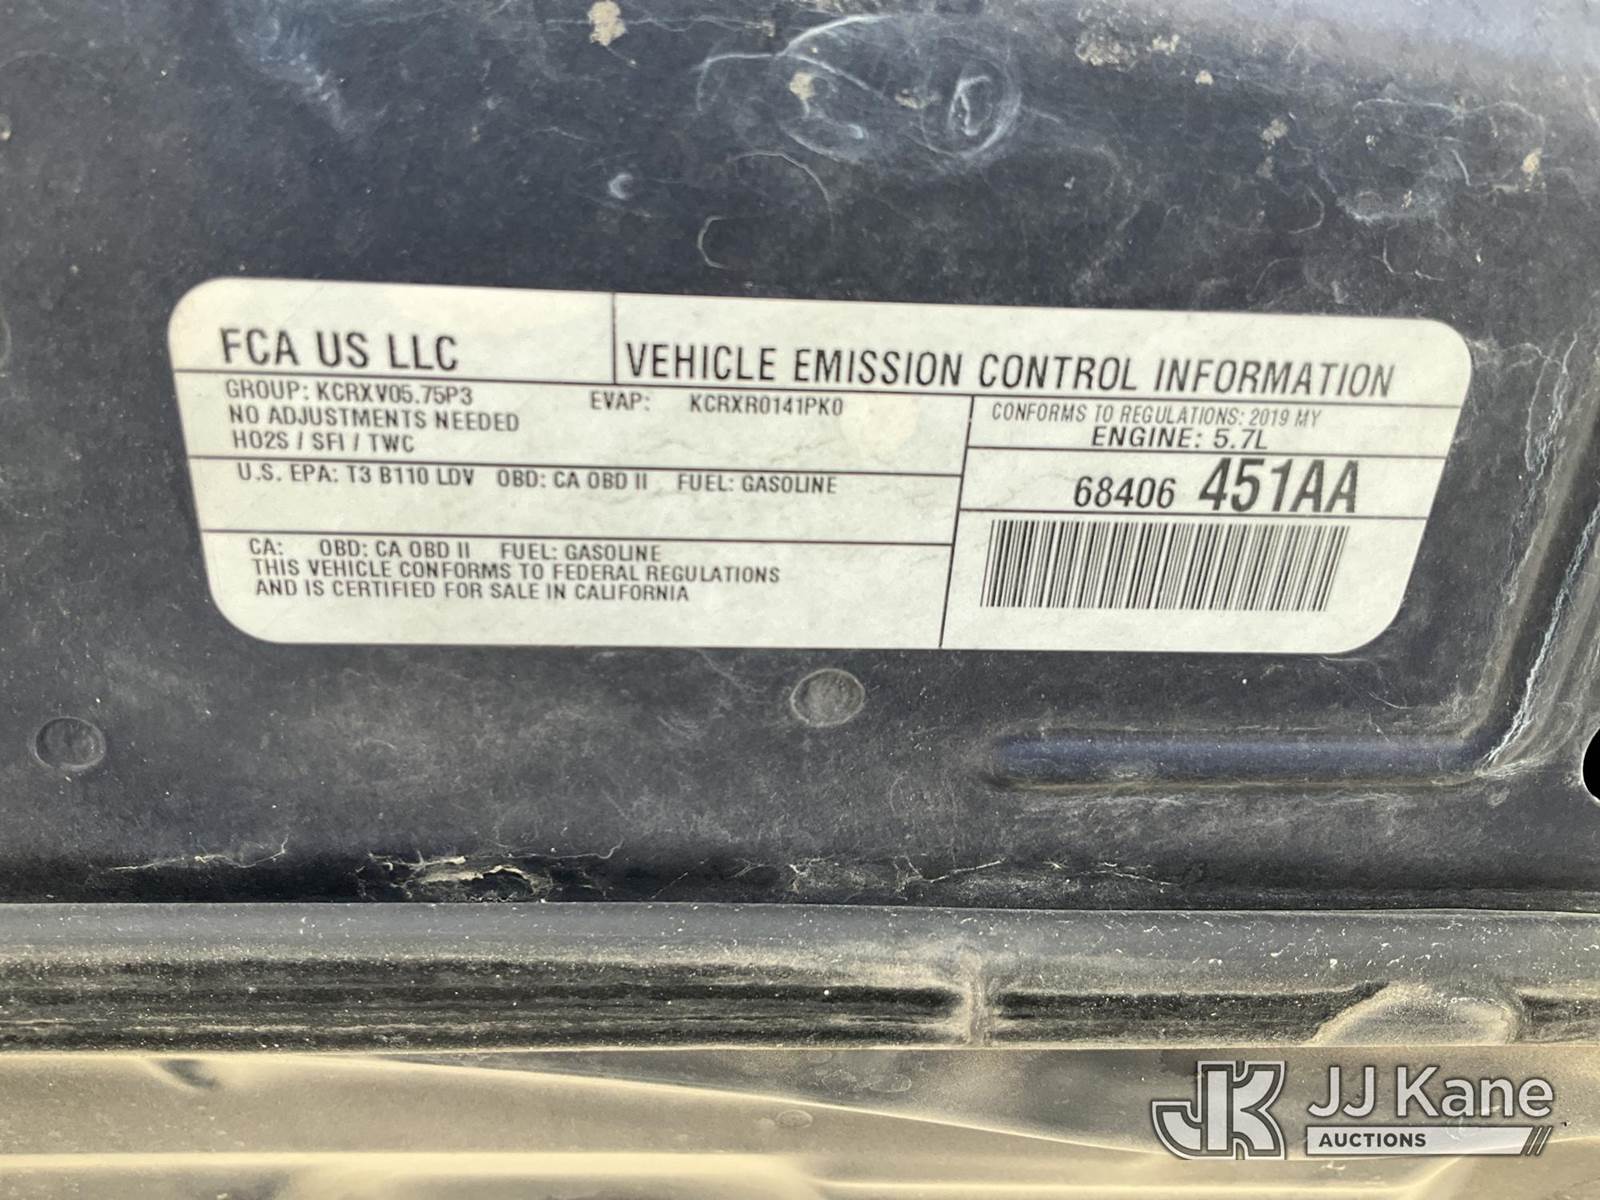 FCA US LLC
VEHICLE EMISSION CONTROL INFORMATION
GROUP: KCRXV05.75P3
EVAP: KCRXR0141PK0
NO ADJUSTMENTS NEEDED
HO2S / SFI / TWC
CONFORMS TO REGULATIONS: 2019 MY
ENGINE: 5.7L
U.S. EPA: T3 B110 LDV OBD: CA OBD II FUEL: GASOLINE
68406 451AA
CA: OBD: CA OBD II FUEL: GASOLINE
THIS VEHICLE CONFORMS TO FEDERAL REGULATIONS
AND IS CERTIFIED FOR SALE IN CALIFORNIA
JK JJ Kane
AUCTIONS